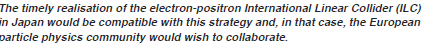 The timely realisation of the electron-positron International Linear Collider (ILC)
in Japan would be compatible with this strategy and, in that case, the European
particle physics community would wish to collaborate.